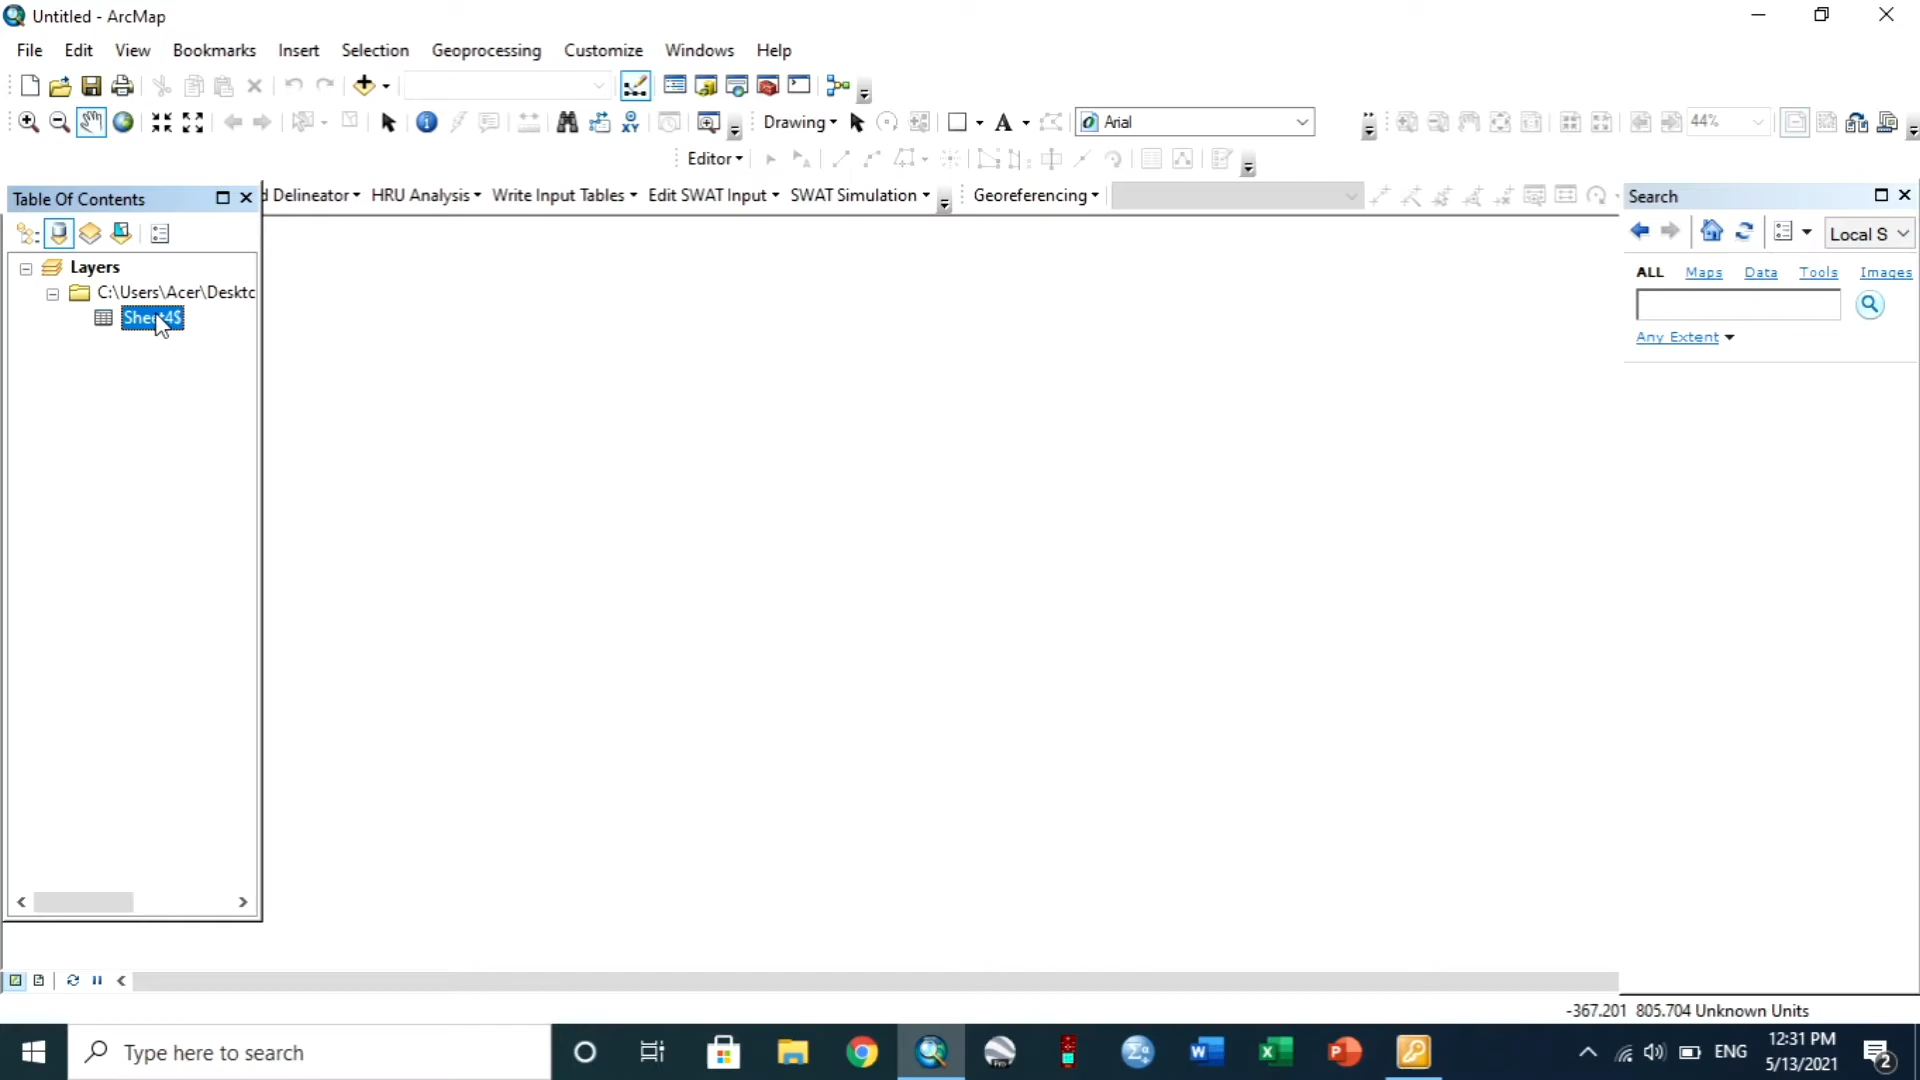 Untitled - ArcMap
File Edit View Bookmarks Insert Selection Geoprocessing Customize Windows Help
Drawing A Arial 44%
Editor
Table Of Contents
d Delineator HRU Analysis Write Input Tables Edit SWAT Input SWAT Simulation Georeferencing
Search
Local S
Layers
C:\Users\Acer\Desktc
Sheet4$
ALL Maps Data Tools Images
Any Extent
-367.201 805.704 Unknown Units
Type here to search
ENG
12:31 PM
5/13/2021
2